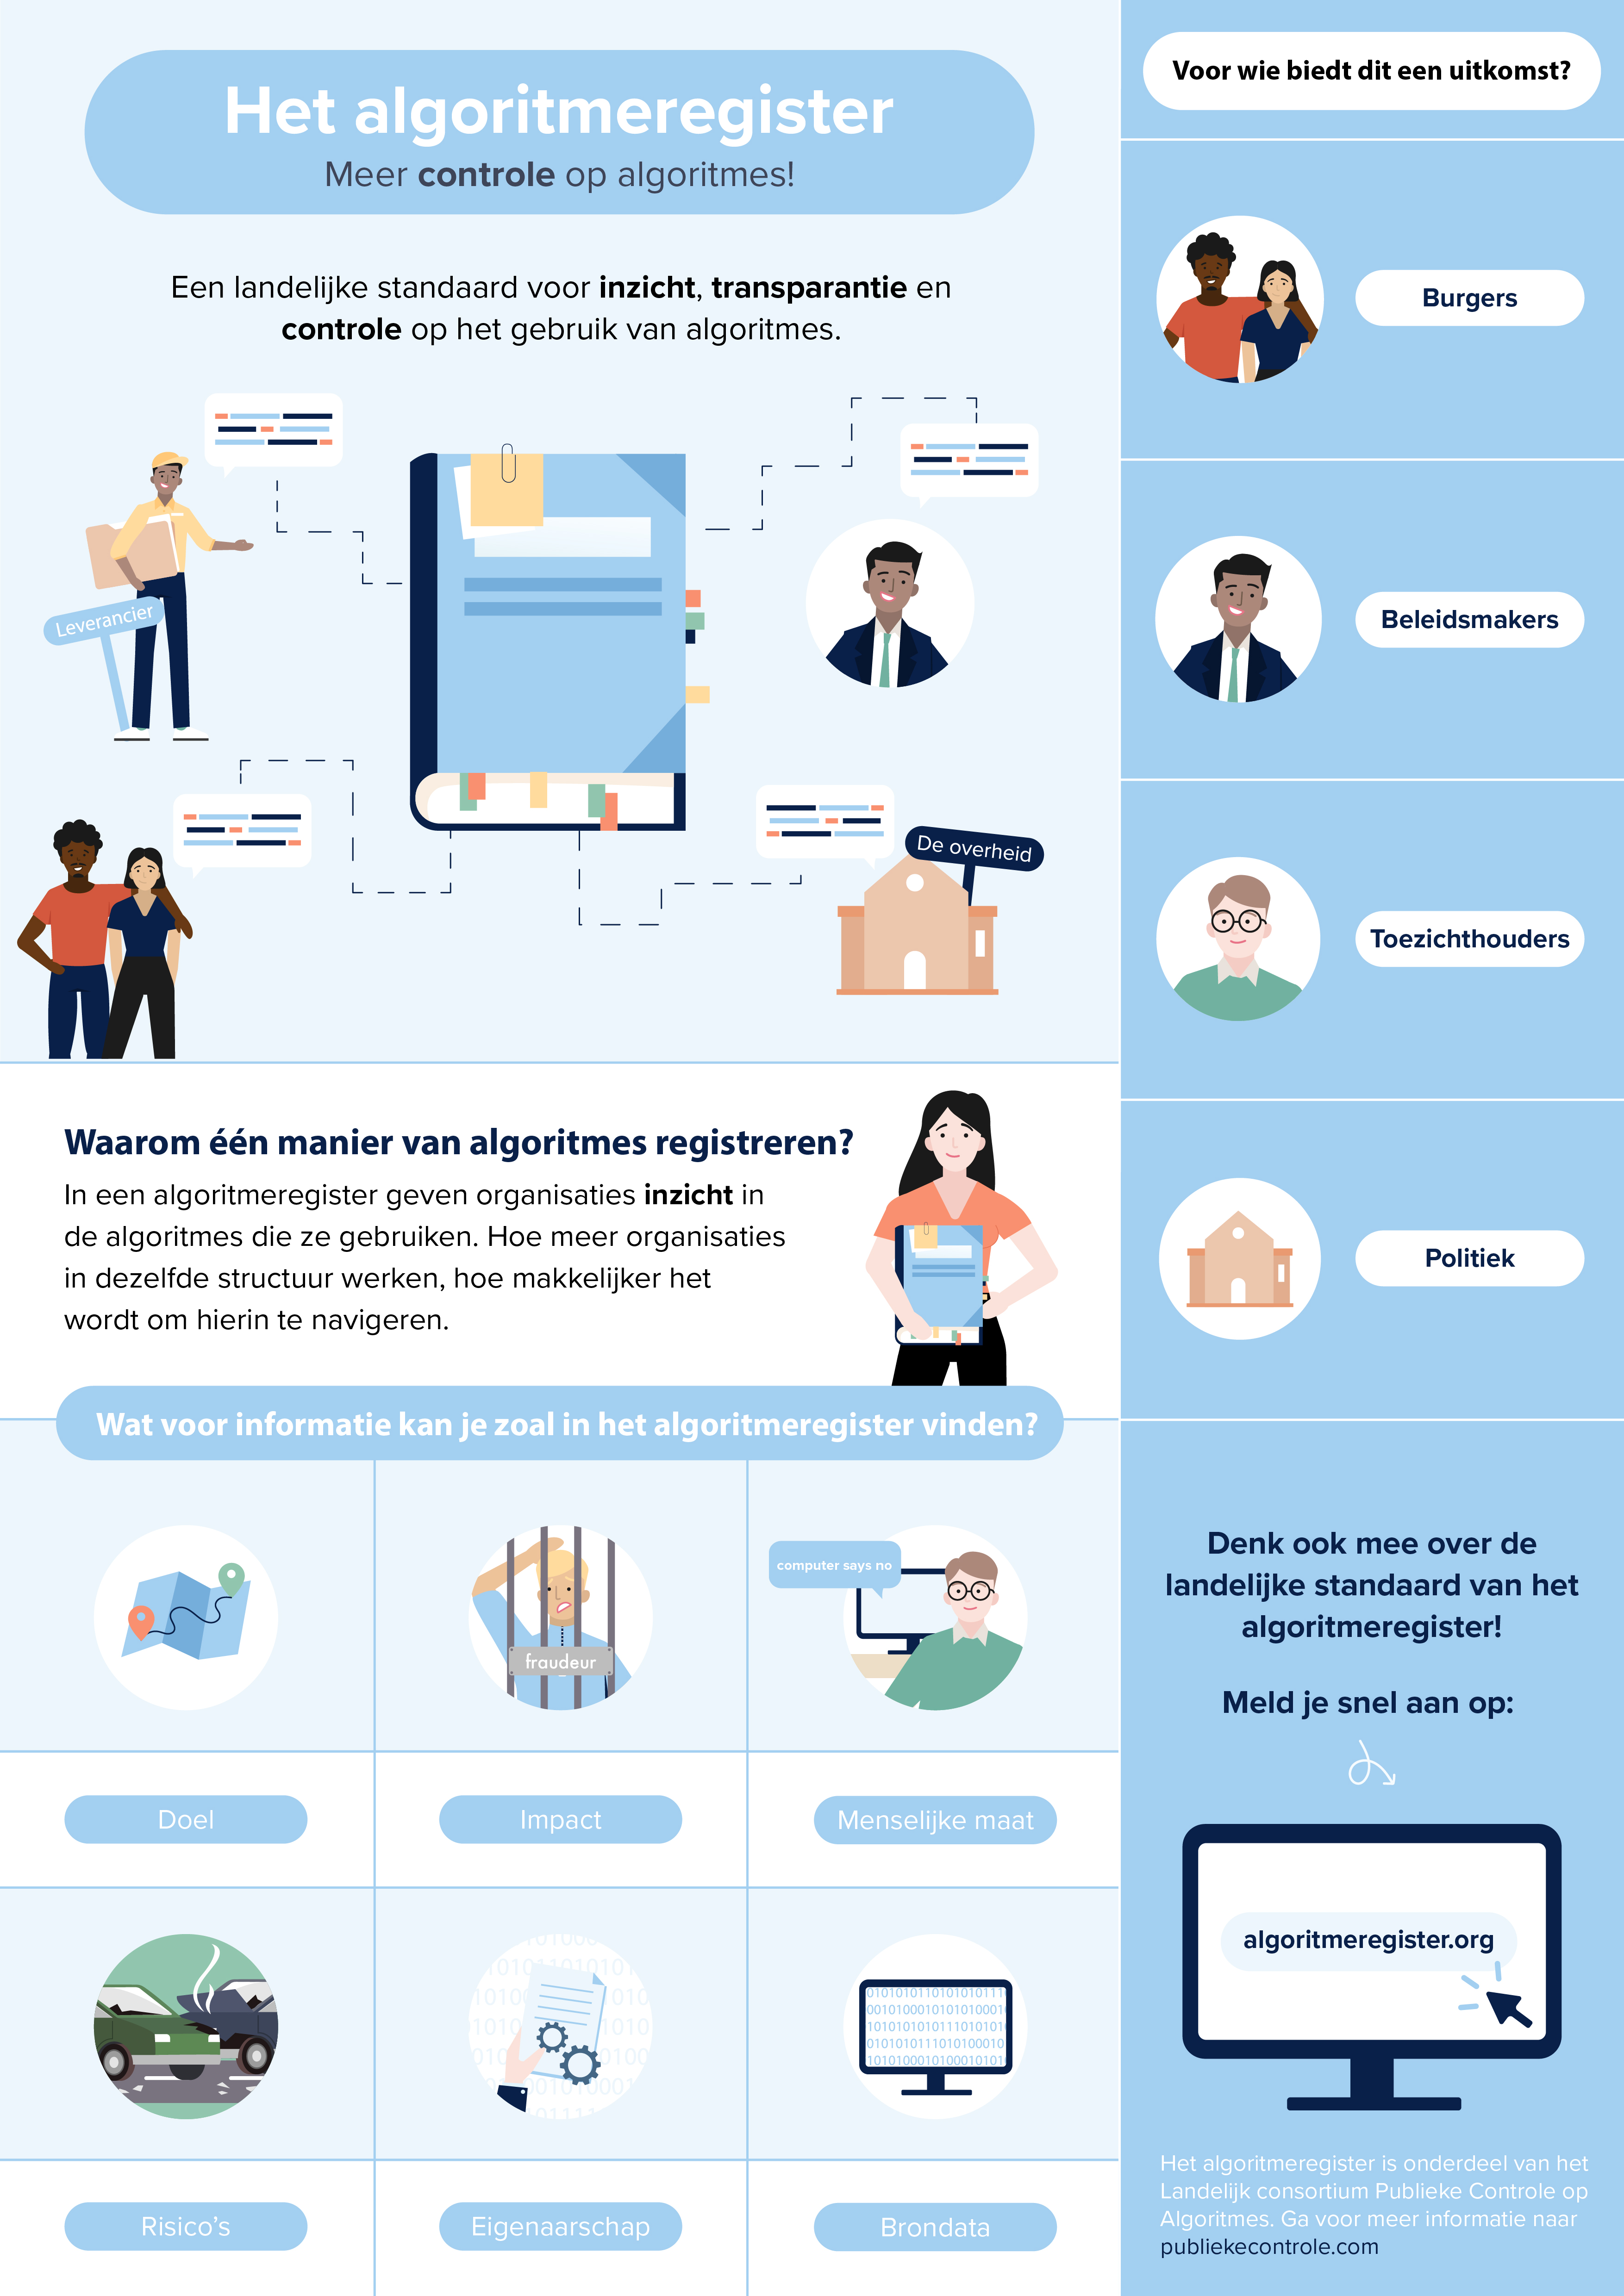 Het algoritmeregister
Meer controle op algoritmes!
Een landelijke standaard voor inzicht, transparantie en
controle op het gebruik van algoritmes.
Leverancier
De overheid
Waarom één manier van algoritmes registreren?
In een algoritmeregister geven organisaties inzicht in
de algoritmes die ze gebruiken. Hoe meer organisaties
in dezelfde structuur werken, hoe makkelijker het
wordt om hierin te navigeren.
Wat voor informatie kan je zoal in het algoritmeregister vinden?
fraudeur
computer says no
Doel
Impact
Menselijke maat
Risico's
Eigenaarschap
Brondata
Voor wie biedt dit een uitkomst?
Burgers
Beleidsmakers
Toezichthouders
Politiek
Denk ook mee over de
landelijke standaard van het
algoritmeregister!
Meld je snel aan op:
algoritmeregister.org
Het algoritmeregister is onderdeel van het
Landelijk consortium Publieke Controle op
Algoritmes. Ga voor meer informatie naar
publiekecontrole.com